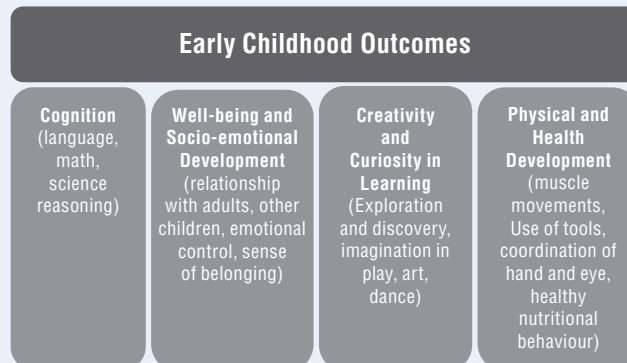 Early Childhood Outcomes
Cognition
(language,
math,
science
reasoning)
Well-being and
Socio-emotional
Development
(relationship
with adults, other
children, emotional
control, sense
of belonging)
Creativity
and
Curiosity in
Learning
(Exploration
and discovery,
imagination in
play, art,
dance)
Physical and
Health
Development
(muscle
movements,
Use of tools,
coordination of
hand and eye,
healthy
nutritional
behaviour)